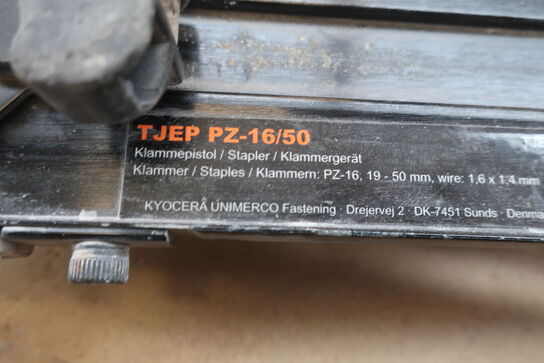 TJEP PZ-16/50
Klammepistol / Stapler / Klammergerät
Klammer / Staples / Klammern: PZ-16, 19 - 50 mm, wire: 1,6 x 1,4 mm
KYOCERA UNIMERCO Fastening · Drejervej 2 · DK-7451 Sunds · Denma